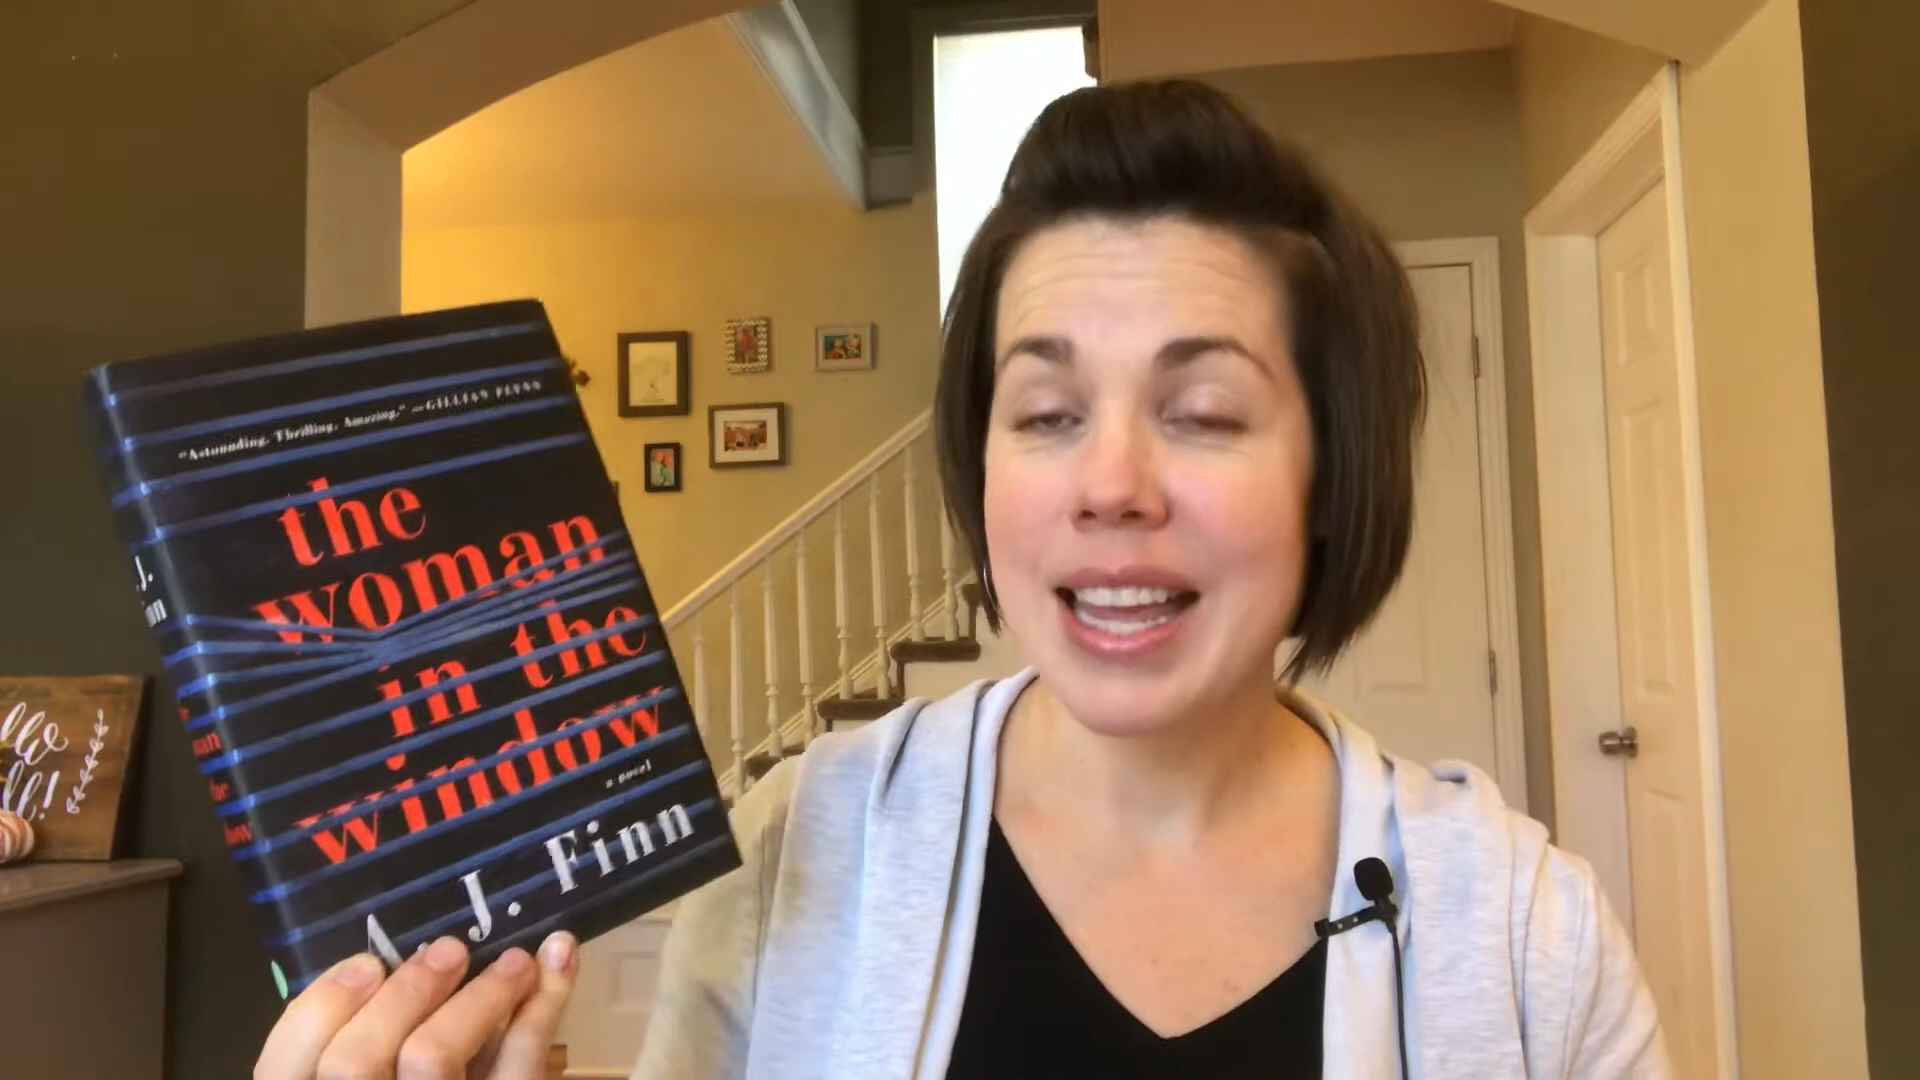 "Astounding. Thrilling. Amazing." —GILLIAN FLYNN
the
woman
in the
window
a novel
A. J. Finn